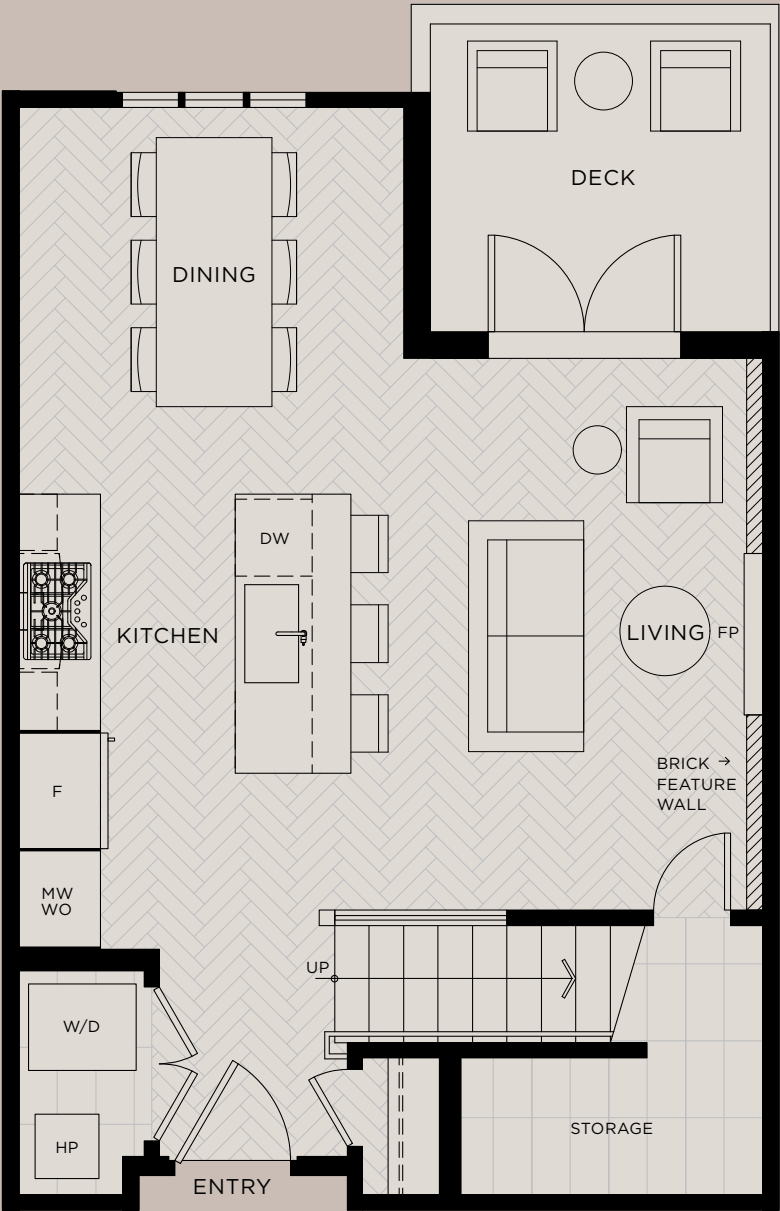 DECK
DINING
DW
KITCHEN
LIVING FP
BRICK →
FEATURE
WALL
F
MW
WO
UP
W/D
HP
STORAGE
ENTRY